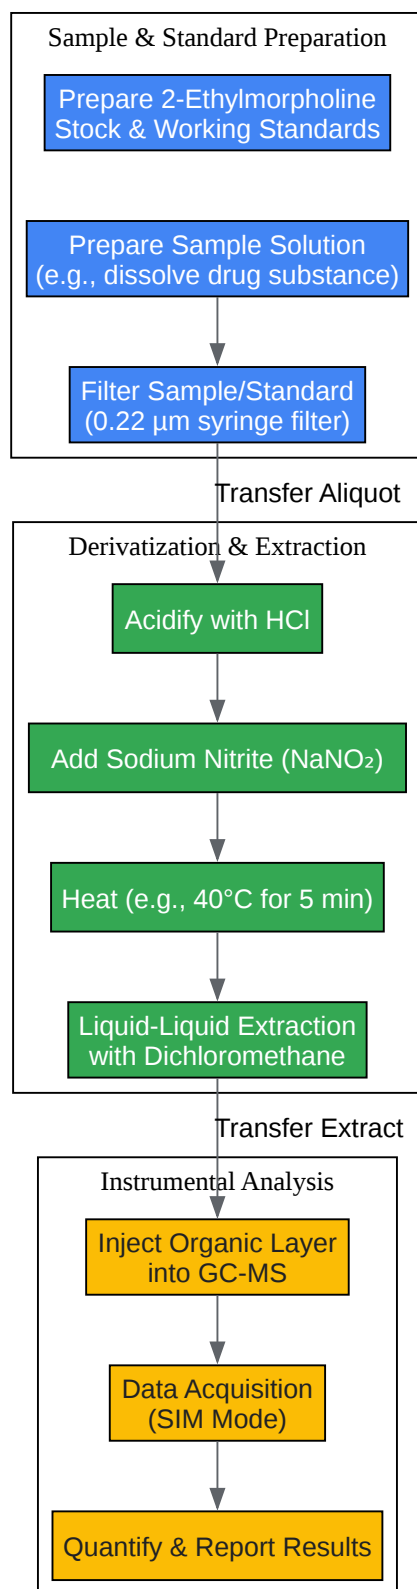 Sample & Standard Preparation
Prepare 2-Ethylmorpholine
Stock & Working Standards
Prepare Sample Solution
(e.g., dissolve drug substance)
Filter Sample/Standard
(0.22 µm syringe filter)
Transfer Aliquot
Derivatization & Extraction
Acidify with HCl
Add Sodium Nitrite (NaNO₂)
Heat (e.g., 40°C for 5 min)
Liquid-Liquid Extraction
with Dichloromethane
Transfer Extract
Instrumental Analysis
Inject Organic Layer
into GC-MS
Data Acquisition
(SIM Mode)
Quantify & Report Results